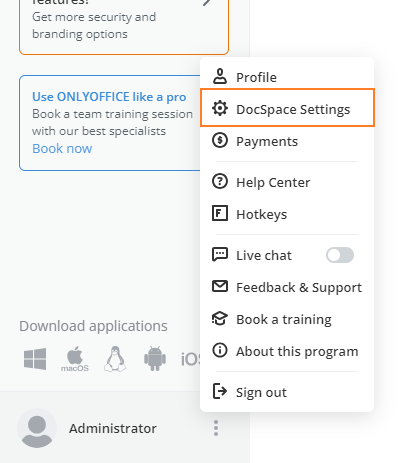 features?
Get more security and
branding options
Use ONLYOFFICE like a pro
Book a team training session
with our best specialists
Book now
Profile
DocSpace Settings
Payments
Help Center
Hotkeys
Live chat
Feedback & Support
Book a training
About this program
Sign out
Download applications
macOS
iOS
Administrator